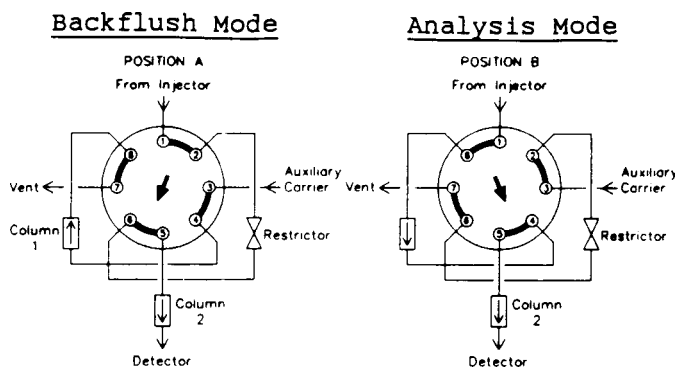 Backflush Mode
POSITION A
From Injector
1
2
3
4
5
6
7
8
Auxiliary
Carrier
Vent
Column
1
Restrictor
Column
2
Detector
Analysis Mode
POSITION B
From Injector
1
2
3
4
5
6
7
8
Auxiliary
Carrier
Vent
Restrictor
Column
2
Detector